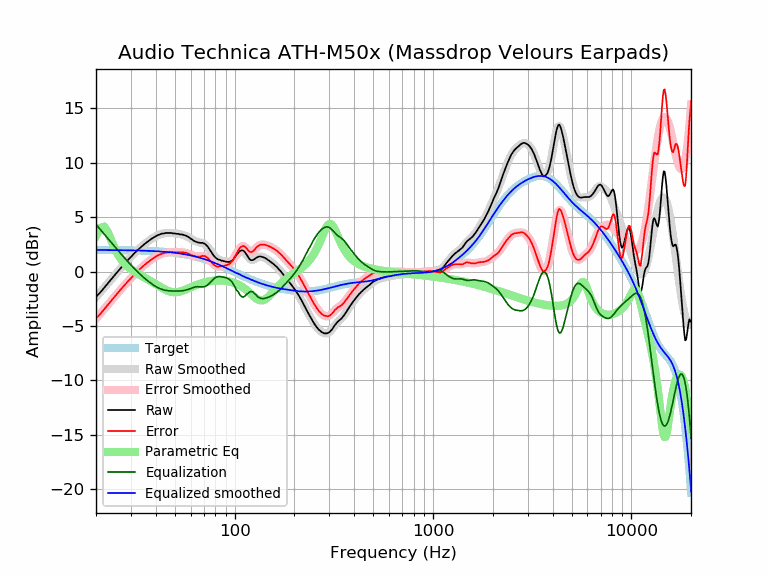 Audio Technica ATH-M50x (Massdrop Velours Earpads)
15
10
5
0
−5
−10
−15
−20
Amplitude (dBr)
Target
Raw Smoothed
Error Smoothed
Raw
Error
Parametric Eq
Equalization
Equalized smoothed
100 1000 10000
Frequency (Hz)